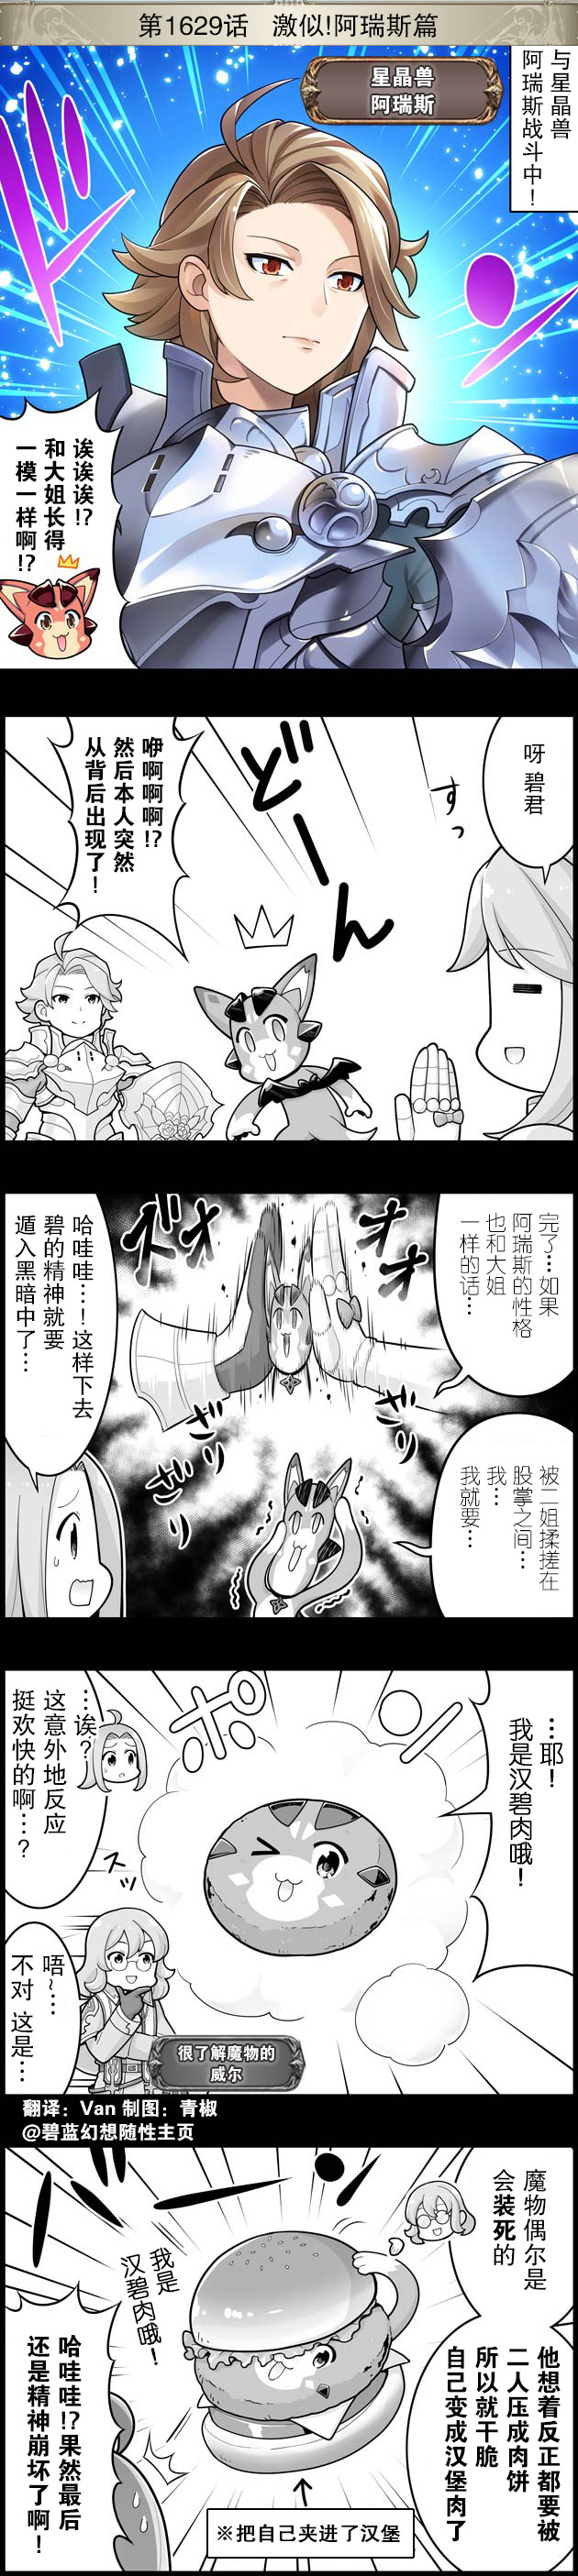 第1629话　激似!阿瑞斯篇
与星晶兽
阿瑞斯战斗中！
星晶兽
阿瑞斯
ドン
诶诶诶!?
和大姐长得
一模一样啊!?
呀 碧君
すっ
どーん
咿啊啊啊!?
然后本人突然
从背后出现了！
完了…如果
阿瑞斯的性格
也和大姐
一样的话…
オオ
ズオ
哈哇哇…！这样下去
碧的精神就要
遁入黑暗中了…
被二姐揉搓在
股掌之间…
我…
我就要…
ざり
ざり
…耶！
我是汉碧肉哦！
ポン
…诶？
这意外地反应
挺欢快的啊…？
スッ
唔~…
不对 这是…
很了解魔物的
威尔
翻译：Van 制图：青椒
@碧蓝幻想随性主页
魔物偶尔是
会装死的
他想着反正都要被
二人压成肉饼
所以就干脆
自己变成汉堡肉了
我是
汉碧肉哦！
哈哇哇!?果然最后
还是精神崩坏了啊！
※把自己夹进了汉堡